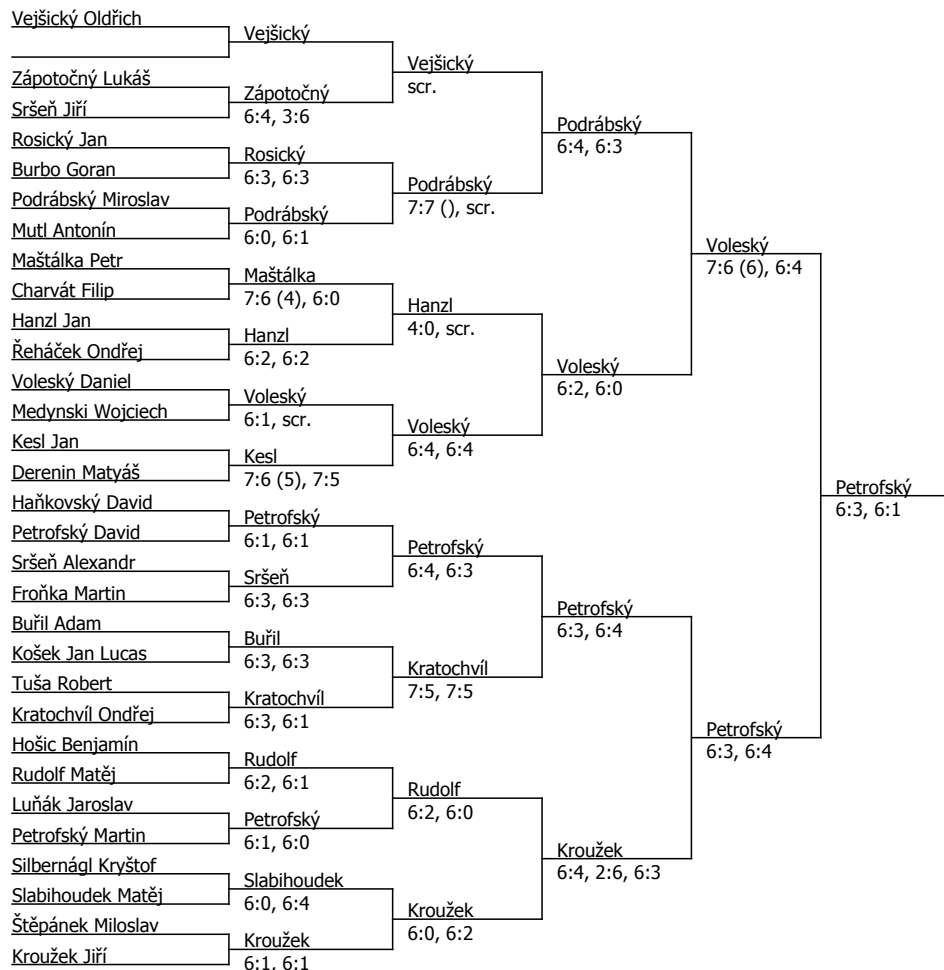 Vejšický Oldřich
Zápotočný Lukáš
Sršeň Jiří
Rosický Jan
Burbo Goran
Podrábský Miroslav
Mutl Antonín
Maštálka Petr
Charvát Filip
Hanzl Jan
Řeháček Ondřej
Voleský Daniel
Medynski Wojciech
Kesl Jan
Derenin Matyáš
Haňkovský David
Petrofský David
Sršeň Alexandr
Froňka Martin
Buřil Adam
Košek Jan Lucas
Tuša Robert
Kratochvíl Ondřej
Hošic Benjamín
Rudolf Matěj
Luňák Jaroslav
Petrofský Martin
Silbernágl Kryštof
Slabihoudek Matěj
Štěpánek Miloslav
Kroužek Jiří
Vejšický
Zápotočný
6:4, 3:6
Rosický
6:3, 6:3
Podrábský
6:0, 6:1
Maštálka
7:6 (4), 6:0
Hanzl
6:2, 6:2
Voleský
6:1, scr.
Kesl
7:6 (5), 7:5
Petrofský
6:1, 6:1
Sršeň
6:3, 6:3
Buřil
6:3, 6:3
Kratochvíl
6:3, 6:1
Rudolf
6:2, 6:1
Petrofský
6:1, 6:0
Slabihoudek
6:0, 6:4
Kroužek
6:1, 6:1
Vejšický
scr.
Podrábský
7:7 (), scr.
Hanzl
4:0, scr.
Voleský
6:4, 6:4
Petrofský
6:4, 6:3
Kratochvíl
7:5, 7:5
Rudolf
6:2, 6:0
Kroužek
6:0, 6:2
Podrábský
6:4, 6:3
Voleský
6:2, 6:0
Petrofský
6:3, 6:4
Kroužek
6:4, 2:6, 6:3
Voleský
7:6 (6), 6:4
Petrofský
6:3, 6:4
Petrofský
6:3, 6:1